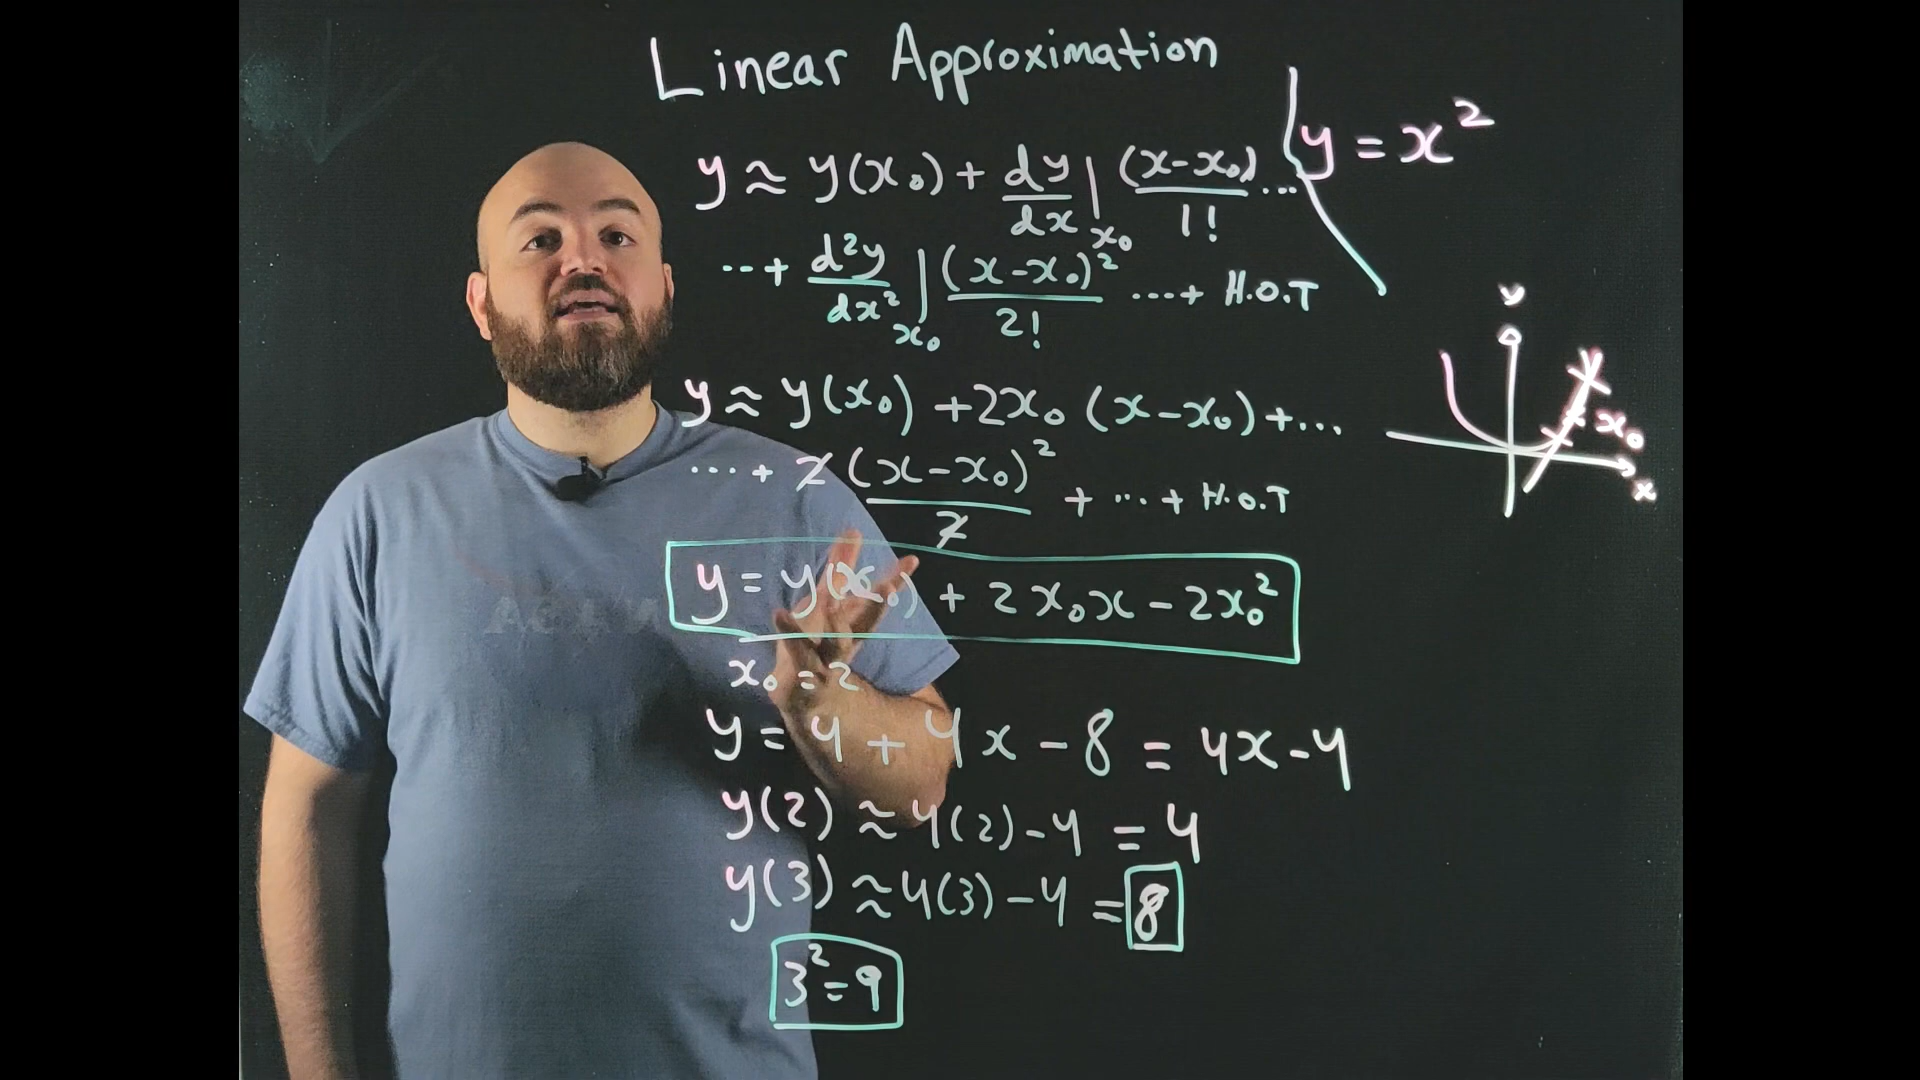 Linear Approximation
y = x²
y ≈ y(x₀) + dy/dx |x₀ (x-x₀)/1! ...
...+ d²y/dx² |x₀ (x-x₀)²/2! ...+ H.O.T
y
y ≈ y(x₀) +2x₀ (x-x₀) +...
x₀
...+ 2(x-x₀)²/2 + ... + H.O.T
x
y = y(x₀) + 2x₀x - 2x₀²
x₀ = 2
y = 4 + 4x - 8 = 4x-4
y(2) ≈ 4(2)-4 = 4
y(3) ≈ 4(3)-4 = 8
3² = 9